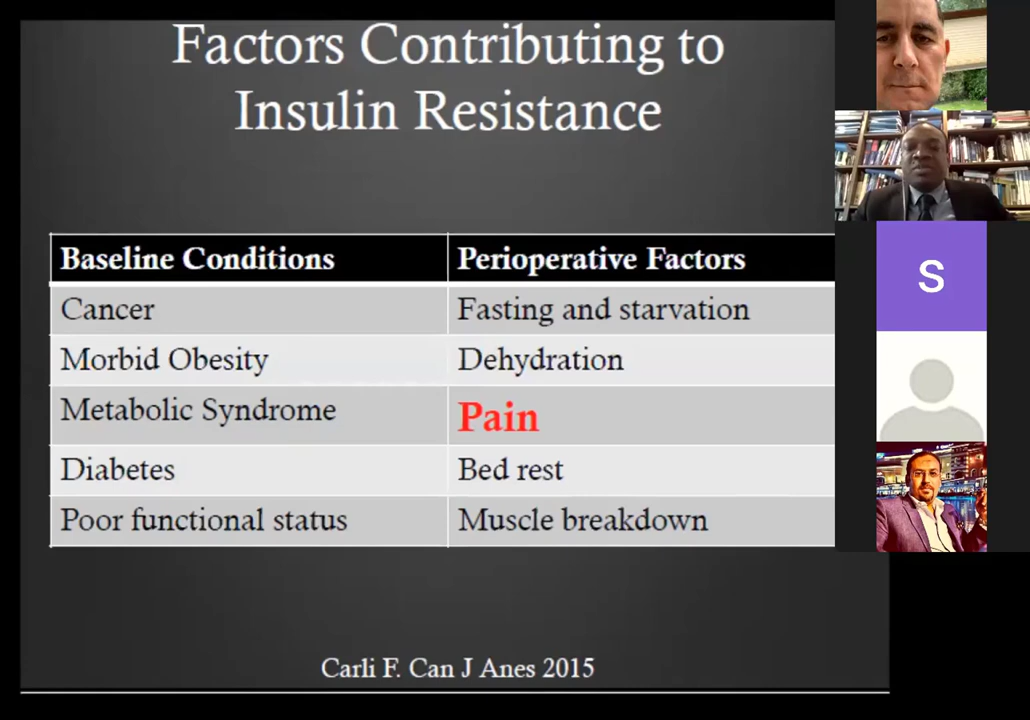 Factors Contributing to
Insulin Resistance
Baseline Conditions Perioperative Factors
Cancer Fasting and starvation
Morbid Obesity Dehydration
Metabolic Syndrome Pain
Diabetes Bed rest
Poor functional status Muscle breakdown
Carli F. Can J Anes 2015
S